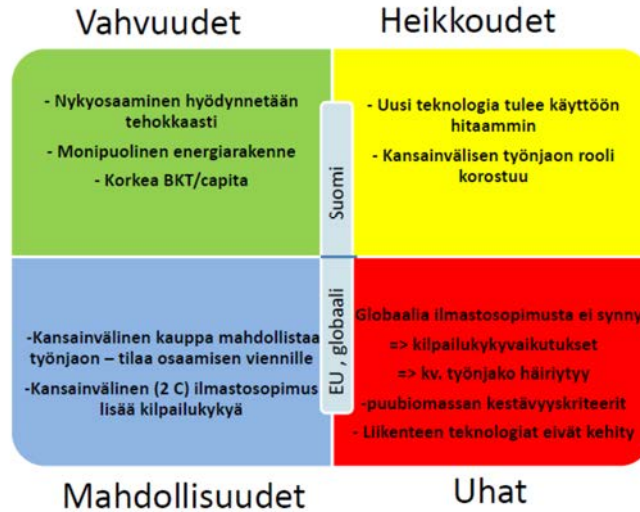 Vahvuudet
Heikkoudet
- Nykyosaaminen hyödynnetään
tehokkaasti
- Monipuolinen energiarakenne
- Korkea BKT/capita
Suomi
- Uusi teknologia tulee käyttöön
hitaammin
- Kansainvälisen työnjaon rooli
korostuu
-Kansainvälinen kauppa mahdollistaa
työnjaon – tilaa osaamisen viennille
-Kansainvälinen (2 C) ilmastosopimus
lisää kilpailukykyä
EU , globaali
Globaalia ilmastosopimusta ei synny
=> kilpailukykyvaikutukset
=> kv. työnjako häiriytyy
-puubiomassan kestävyyskriteerit
- Liikenteen teknologiat eivät kehity
Mahdollisuudet
Uhat